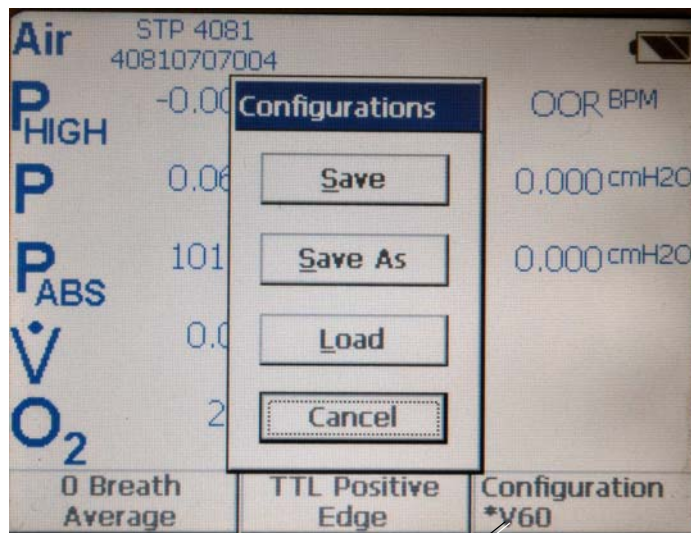 Air
STP 4081
40810707004
PHIGH -0.00 OOR BPM
P 0.06 0.000 cmH2O
PABS 101 0.000 cmH2O
V̇ 0.0
O2 2
Configurations
Save
Save As
Load
Cancel
0 Breath
Average
TTL Positive
Edge
Configuration
*V60